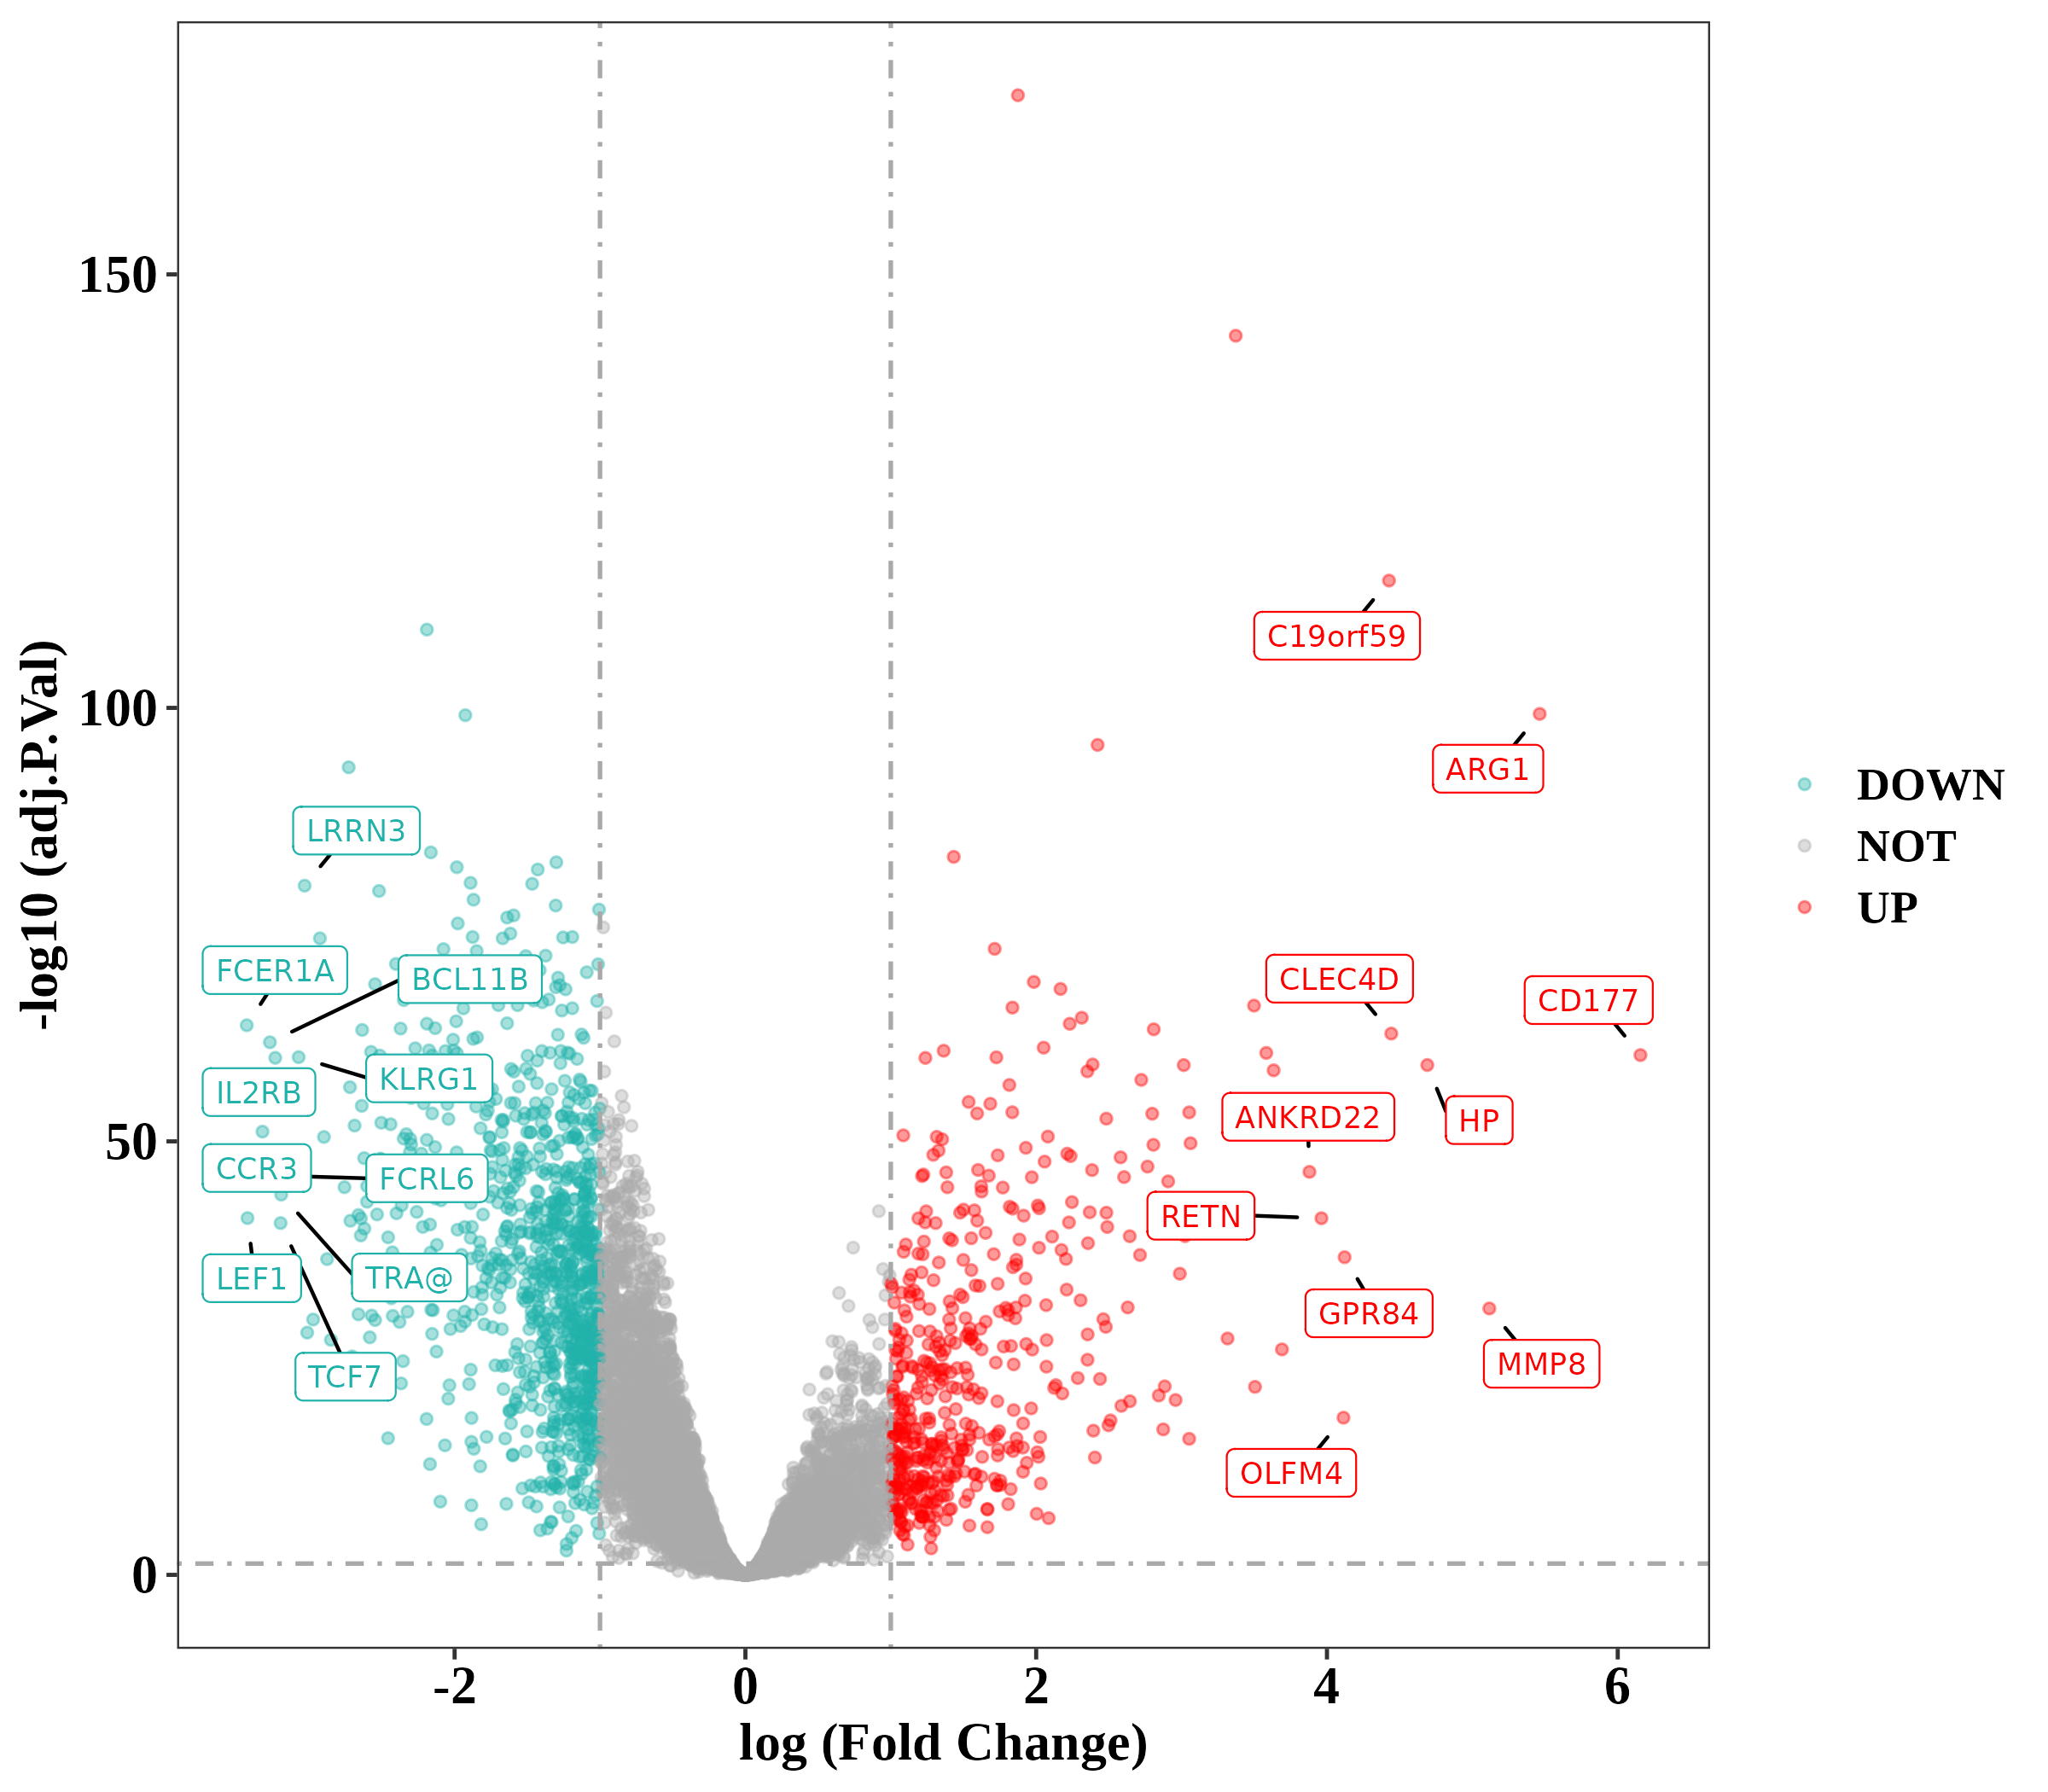 150
100
50
0
-log10 (adj.P.Val)
C19orf59
ARG1
LRRN3
FCER1A
BCL11B
CLEC4D
CD177
KLRG1
IL2RB
ANKRD22
HP
CCR3
FCRL6
RETN
LEF1
TRA@
GPR84
MMP8
TCF7
OLFM4
-2
0
2
4
6
log (Fold Change)
DOWN
NOT
UP